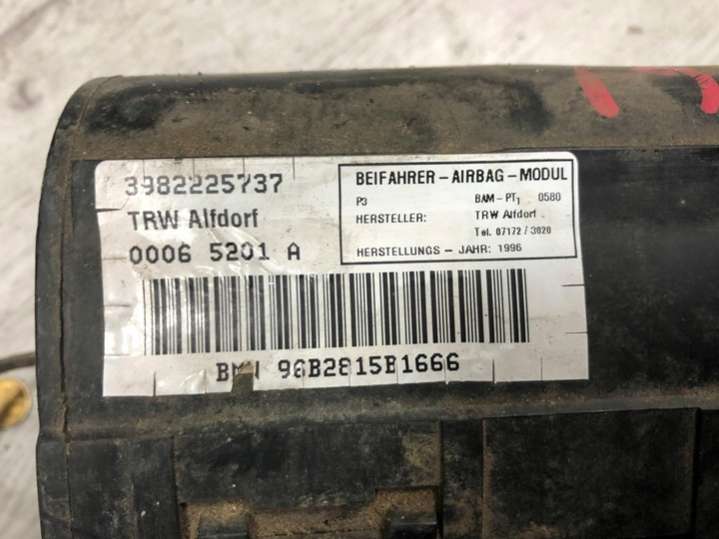 3982225737
TRW Alfdorf
0006 5201 A
BEIFAHRER-AIRBAG-MODUL
P3 BAM-PT1 0580
HERSTELLER: TRW Alfdorf
Tel. 07172/3020
HERSTELLUNGS-JAHR: 1996
96B2815B1666